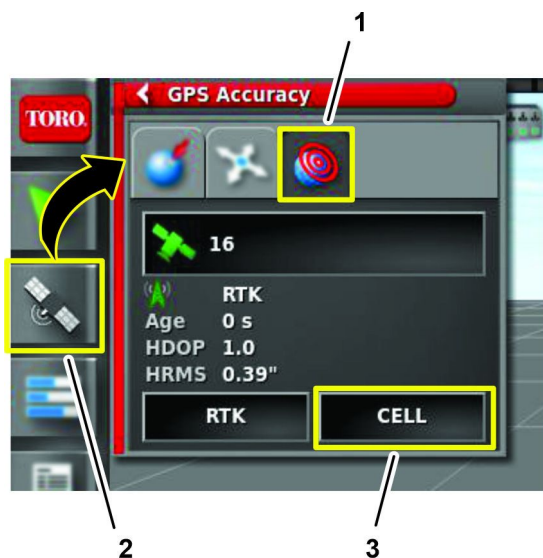 1
GPS Accuracy
TORO.
16
RTK
Age 0 s
HDOP 1.0
HRMS 0.39"
RTK CELL
2 3